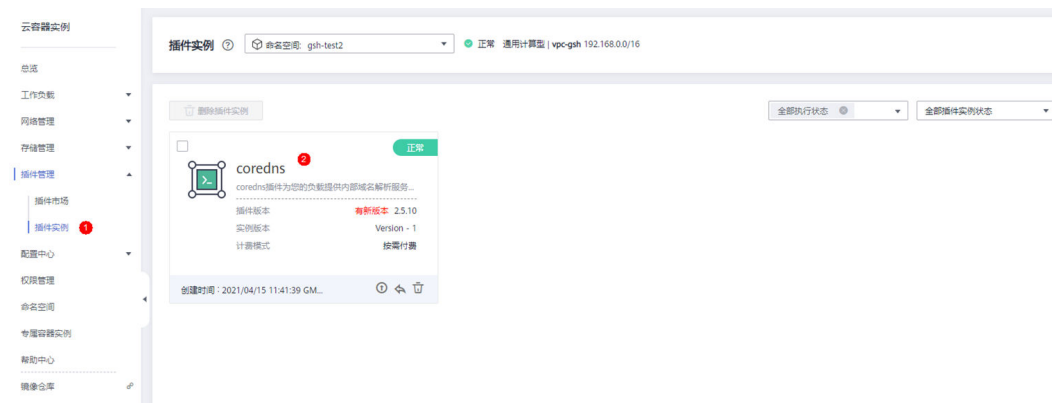 云容器实例
总览
工作负载
网络管理
存储管理
插件管理
插件市场
插件实例 1
配置中心
权限管理
命名空间
专属容器实例
帮助中心
镜像仓库
插件实例 ? 命名空间: gsh-test2 正常 通用计算型 | vpc-gsh 192.168.0.0/16
删除插件实例 全部执行状态 全部插件实例状态
正常
coredns 2
coredns插件为您的负载提供内部域名解析服务...
插件版本 有新版本 2.5.10
实例版本 Version - 1
计费模式 按需付费
创建时间：2021/04/15 11:41:39 GM...